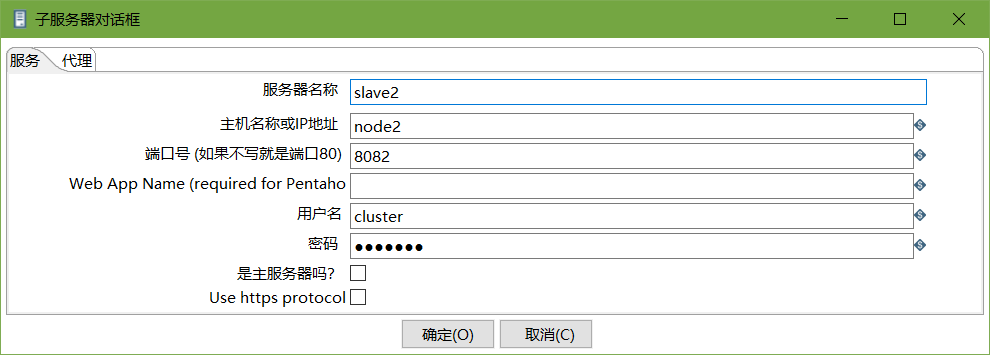 子服务器对话框
服务 代理
服务器名称 slave2
主机名称或IP地址 node2
端口号 (如果不写就是端口80) 8082
Web App Name (required for Pentaho
用户名 cluster
密码 ●●●●●●●
是主服务器吗?
Use https protocol
确定(O) 取消(C)